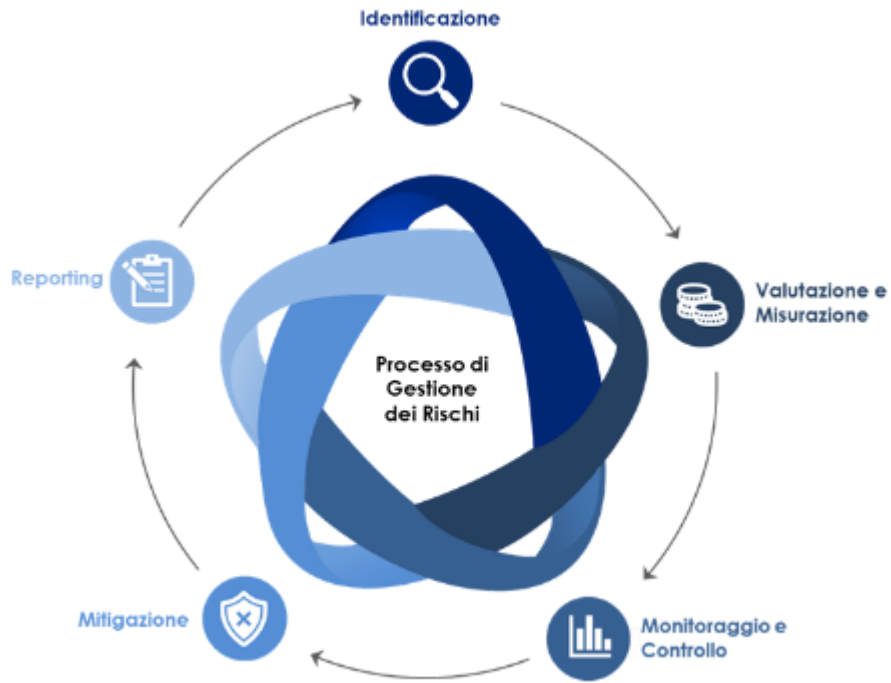 Identificazione
Valutazione e
Misurazione
Monitoraggio e
Controllo
Mitigazione
Reporting
Processo di
Gestione
dei Rischi